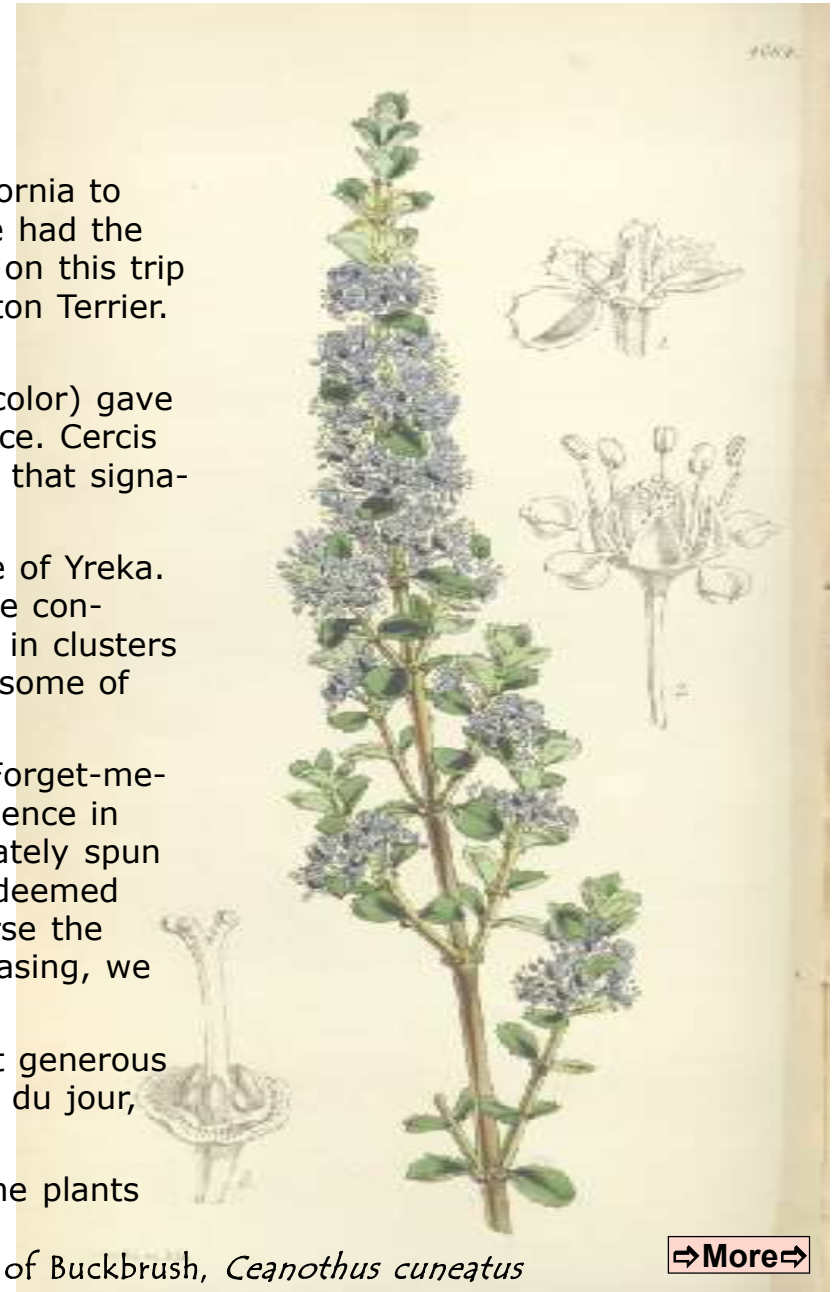 ornia to
e had the
on this trip
ton Terrier.
color) gave
ce. Cercis
that signa-
e of Yreka.
e con-
in clusters
some of
Forget-me-
ence in
ately spun
deemed
se the
asing, we
t generous
du jour,
ne plants
of Buckbrush, Ceanothus cuneatus
⇨More⇨